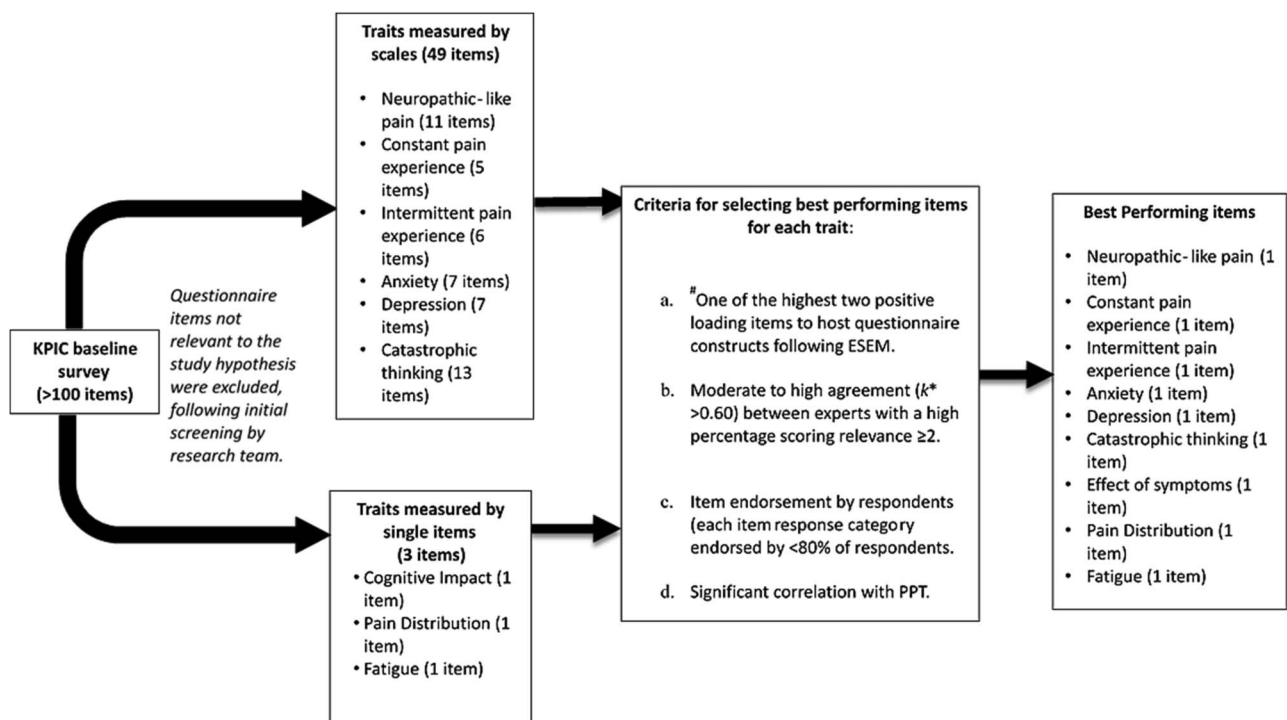 KPIC baseline
survey
(>100 items)
Questionnaire
items not
relevant to the
study hypothesis
were excluded,
following initial
screening by
research team.
Traits measured by
scales (49 items)
• Neuropathic-like
pain (11 items)
• Constant pain
experience (5
items)
• Intermittent pain
experience (6
items)
• Anxiety (7 items)
• Depression (7
items)
• Catastrophic
thinking (13
items)
Traits measured by
single items
(3 items)
• Cognitive Impact (1
item)
• Pain Distribution (1
item)
• Fatigue (1 item)
Criteria for selecting best performing items
for each trait:
a. #One of the highest two positive
loading items to host questionnaire
constructs following ESEM.
b. Moderate to high agreement (k*
>0.60) between experts with a high
percentage scoring relevance ≥2.
c. Item endorsement by respondents
(each item response category
endorsed by <80% of respondents.
d. Significant correlation with PPT.
Best Performing items
• Neuropathic-like pain (1
item)
• Constant pain
experience (1 item)
• Intermittent pain
experience (1 item)
• Anxiety (1 item)
• Depression (1 item)
• Catastrophic thinking (1
item)
• Effect of symptoms (1
item)
• Pain Distribution (1
item)
• Fatigue (1 item)